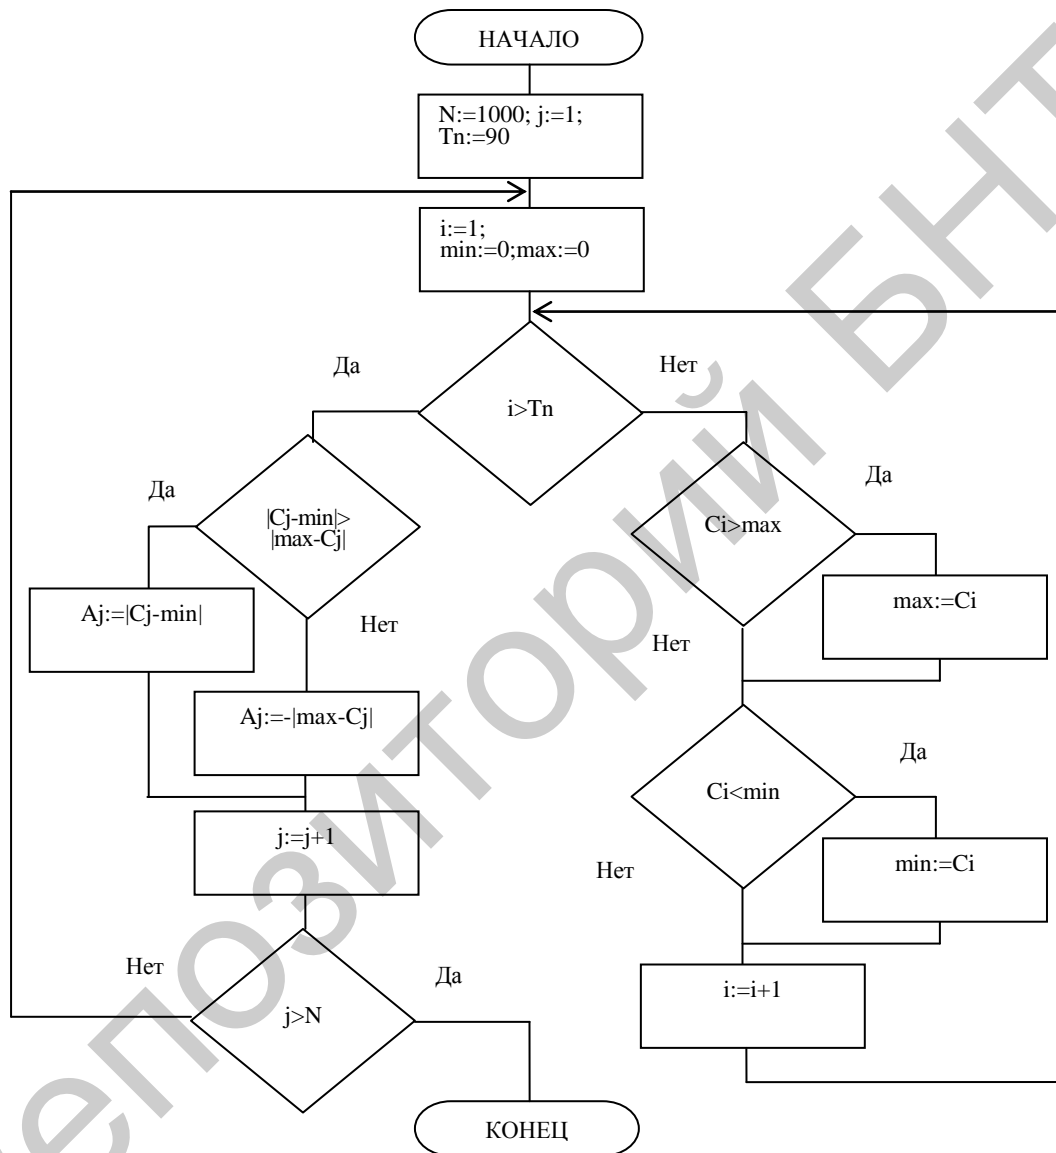 НАЧАЛО
N:=1000; j:=1;
Tn:=90
i:=1;
min:=0;max:=0
Да
Нет
i>Tn
Да
|Cj-min|>
|max-Cj|
Нет
Aj:=|Cj-min|
Aj:=-|max-Cj|
j:=j+1
Нет
j>N
Да
Да
Ci>max
Нет
max:=Ci
Да
Ci<min
Нет
min:=Ci
i:=i+1
КОНЕЦ
епозиторий БНТ